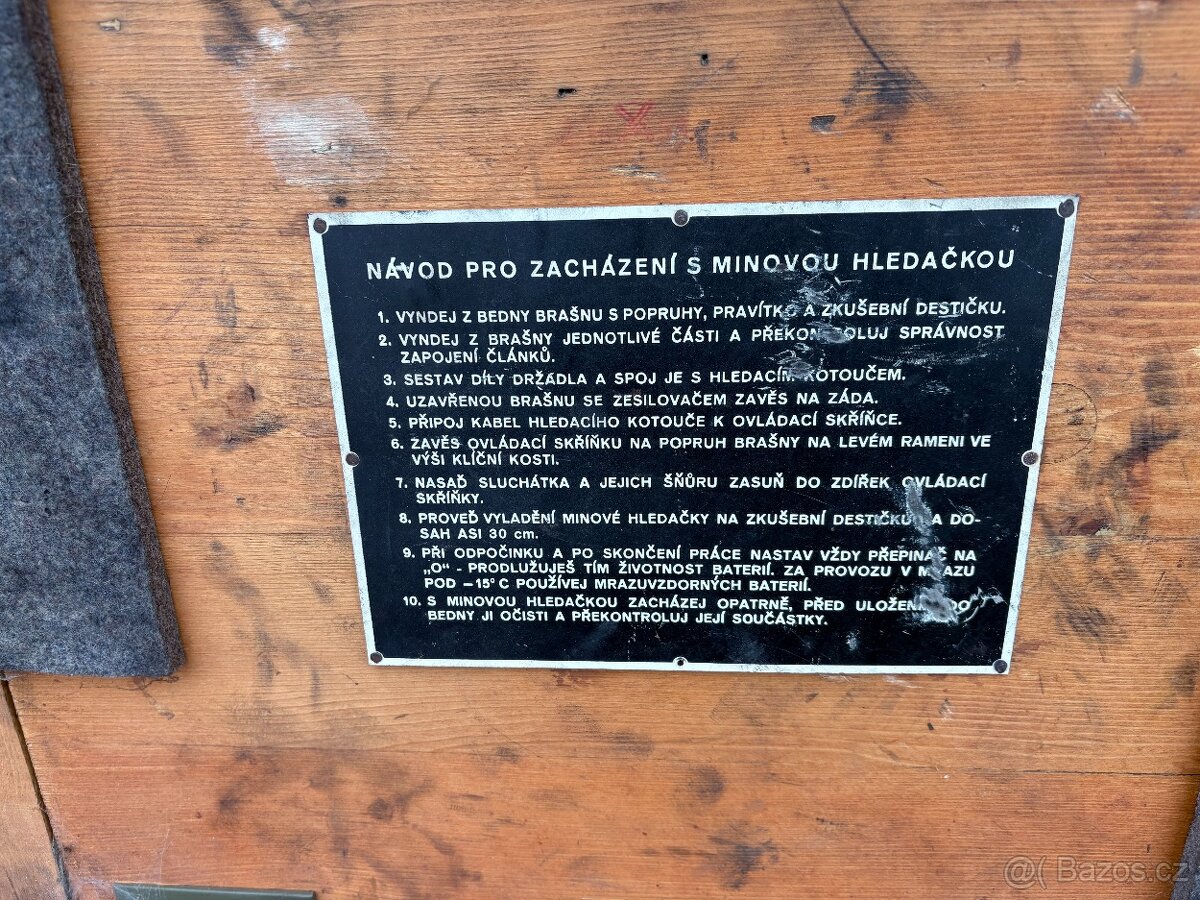 NÁVOD PRO ZACHÁZENÍ S MINOVOU HLEDAČKOU
1. VYNDEJ Z BEDNY BRAŠNU S POPRUHY, PRAVÍTKO A ZKUŠEBNÍ DESTIČKU.
2. VYNDEJ Z BRAŠNY JEDNOTLIVÉ ČÁSTI A PŘEKONTROLUJ SPRÁVNOST
ZAPOJENÍ ČLÁNKŮ.
3. SESTAV DÍLY DRŽADLA A SPOJ JE S HLEDACÍM KOTOUČEM.
4. UZAVŘENOU BRAŠNU SE ZESILOVAČEM ZAVĚS NA ZÁDA.
5. PŘIPOJ KABEL HLEDACÍHO KOTOUČE K OVLÁDACÍ SKŘÍŇCE.
6. ZAVĚS OVLÁDACÍ SKŘÍŇKU NA POPRUH BRAŠNY NA LEVÉM RAMENI VE
VÝŠI KLÍČNÍ KOSTI.
7. NASAĎ SLUCHÁTKA A JEJICH ŠŇŮRU ZASUŇ DO ZDÍŘEK OVLÁDACÍ
SKŘÍŇKY.
8. PROVEĎ VYLADĚNÍ MINOVÉ HLEDAČKY NA ZKUŠEBNÍ DESTIČKU NA DO-
SAH ASI 30 cm.
9. PŘI ODPOČINKU A PO SKONČENÍ PRÁCE NASTAV VŽDY PŘEPINAČ NA
„O“ - PRODLUŽUJEŠ TÍM ŽIVOTNOST BATERIÍ. ZA PROVOZU V MRAZU
POD -15° C POUŽÍVEJ MRAZUVZDORNÝCH BATERIÍ.
10. S MINOVOU HLEDAČKOU ZACHÁZEJ OPATRNĚ, PŘED ULOŽENÍM DO
BEDNY JI OČISTI A PŘEKONTROLUJ JEJÍ SOUČÁSTKY.
@( Bazos.cz